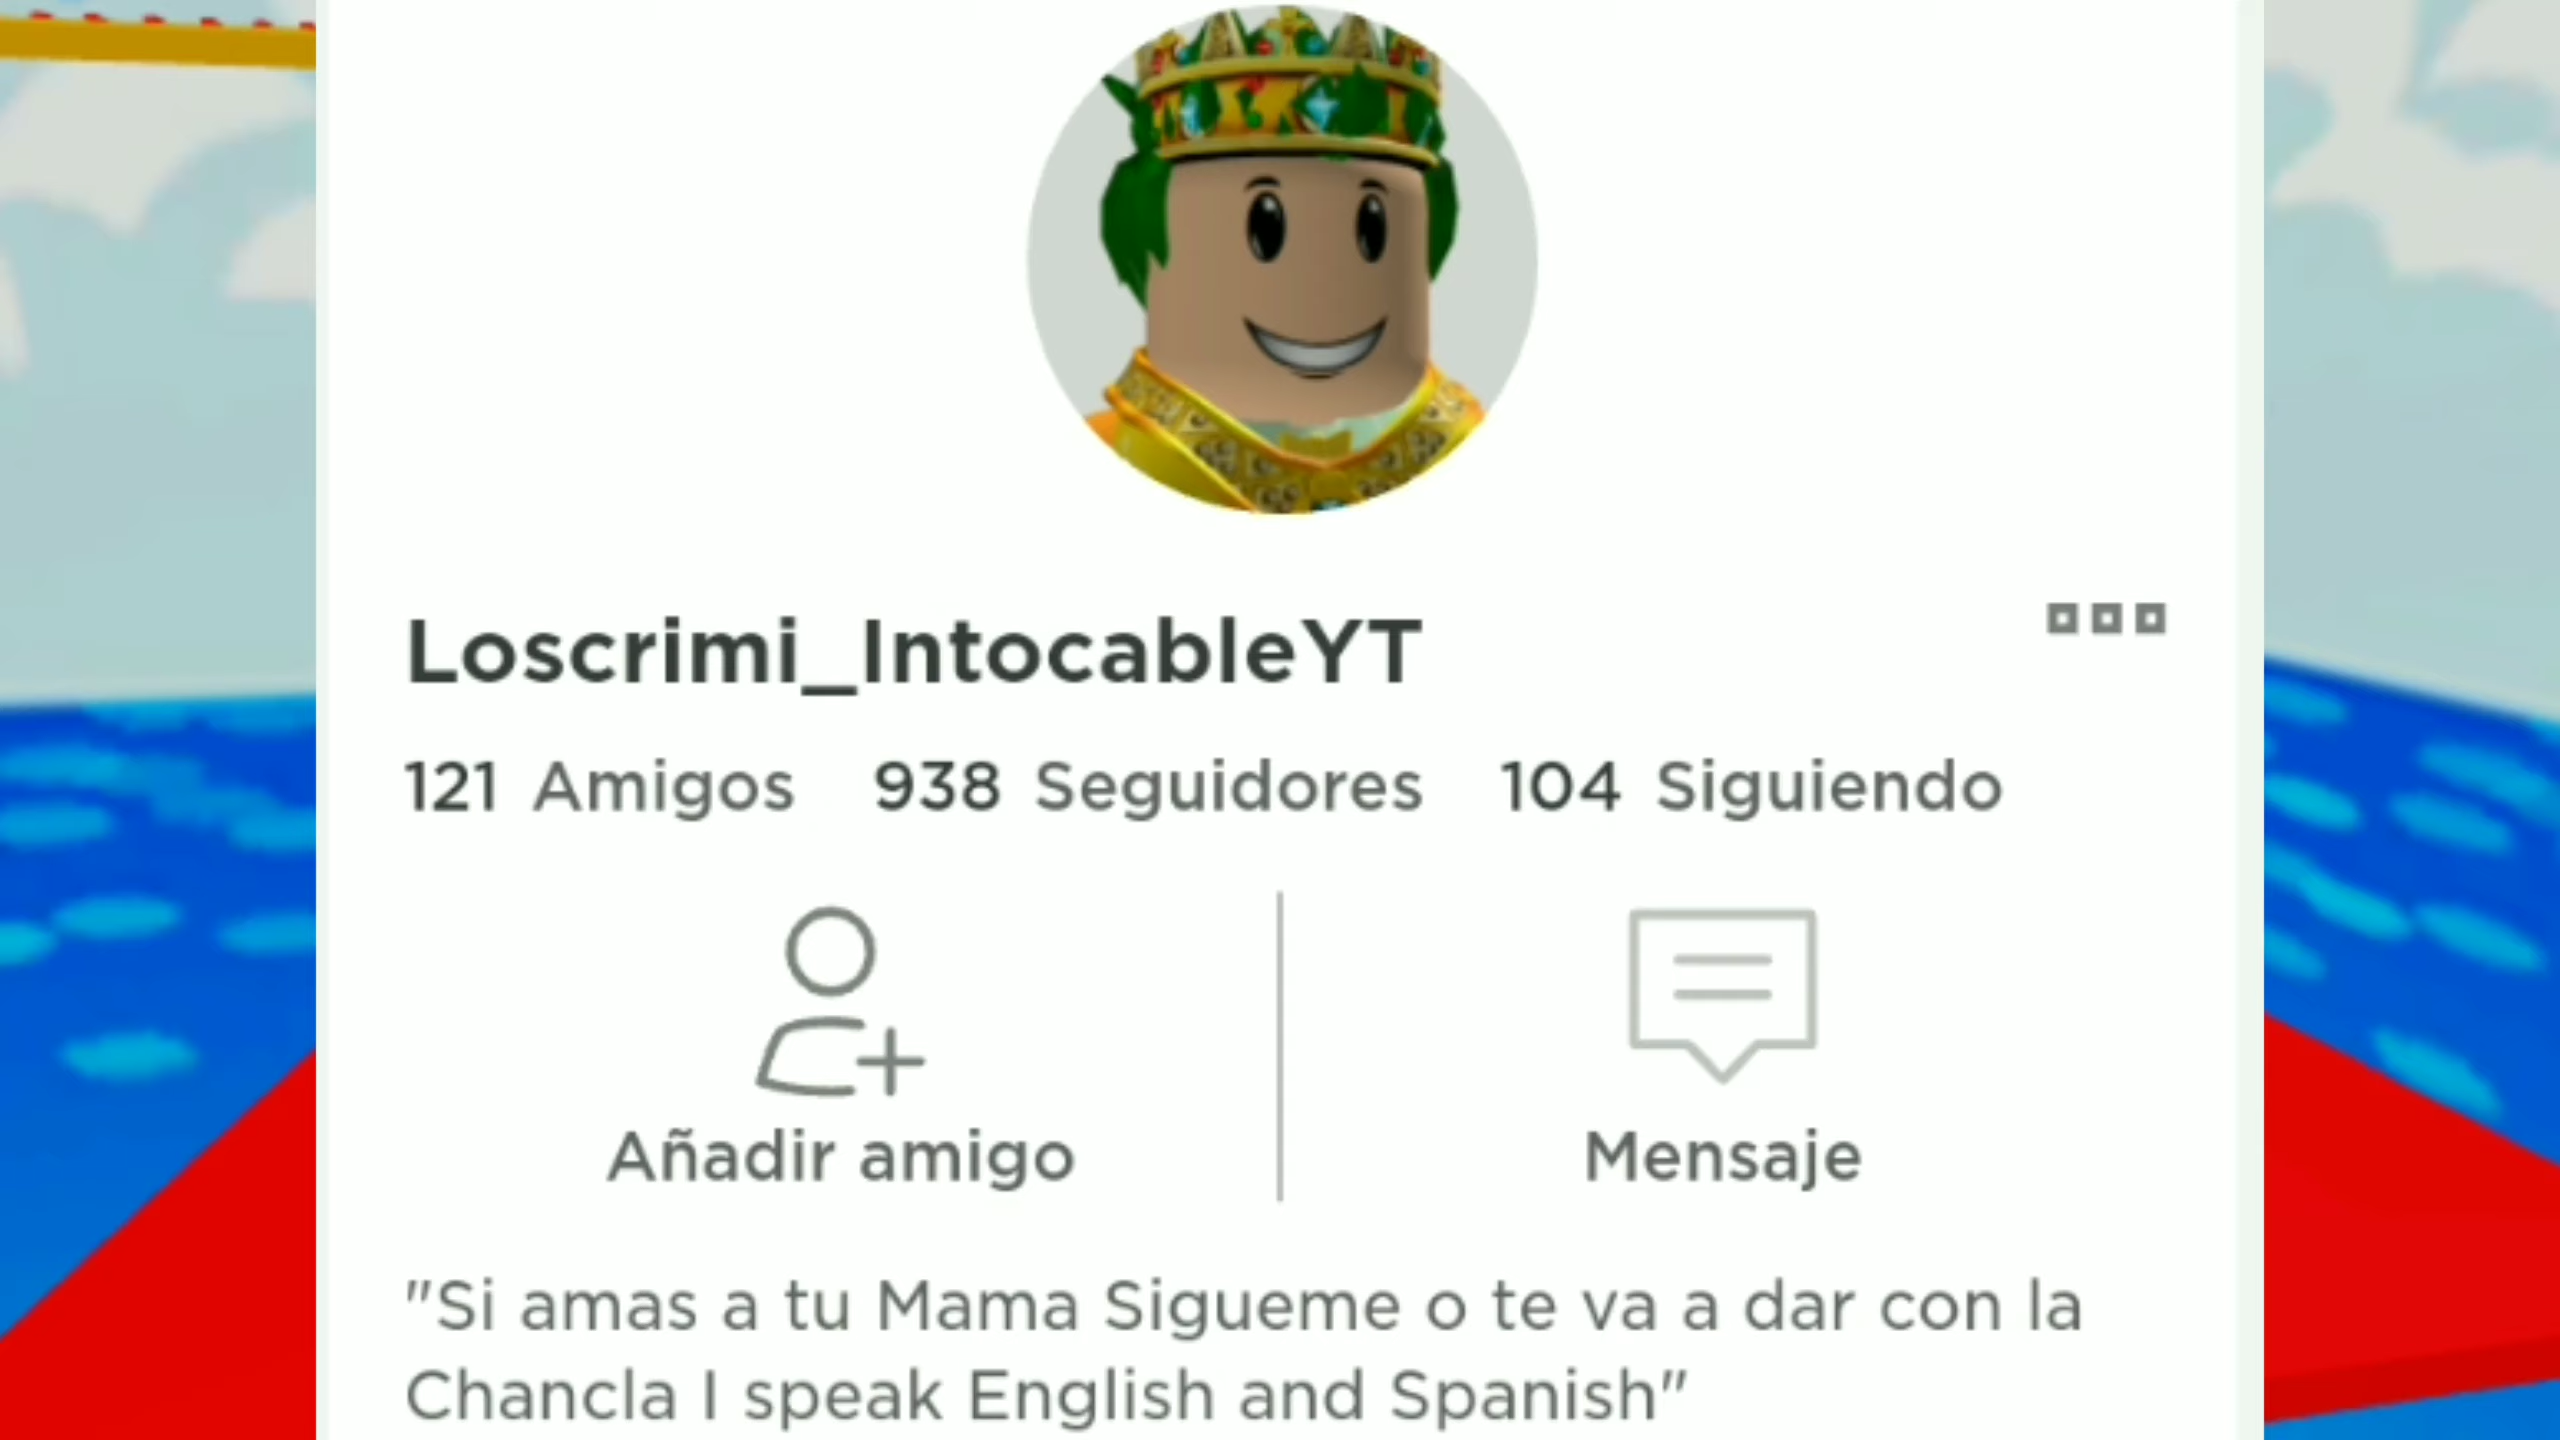 Loscrimi_IntocableYT
121 Amigos 938 Seguidores 104 Siguiendo
Añadir amigo Mensaje
"Si amas a tu Mama Sigueme o te va a dar con la
Chancla I speak English and Spanish"